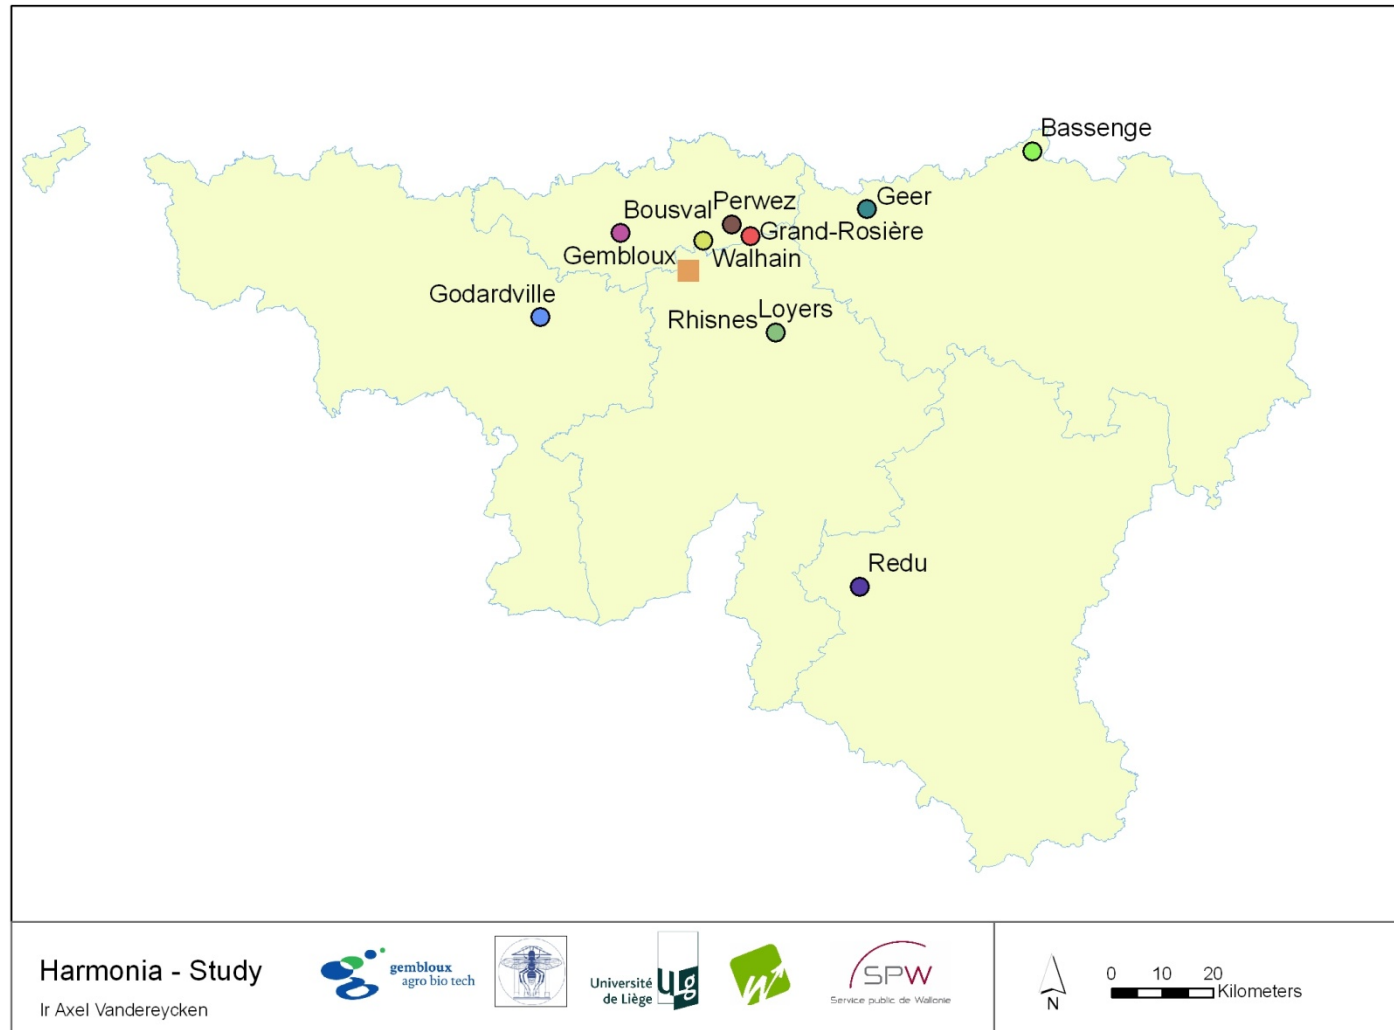 Bassenge
Geer
Perwez
Bousval
Grand-Rosière
Gembloux
Walhain
Godardville
Rhisnes
Loyers
Redu
Harmonia - Study
Ir Axel Vandereycken
gembloux
agro bio tech
Université
de Liège
ulg
W
SPW
Service public de Wallonie
N
0 10 20
Kilometers